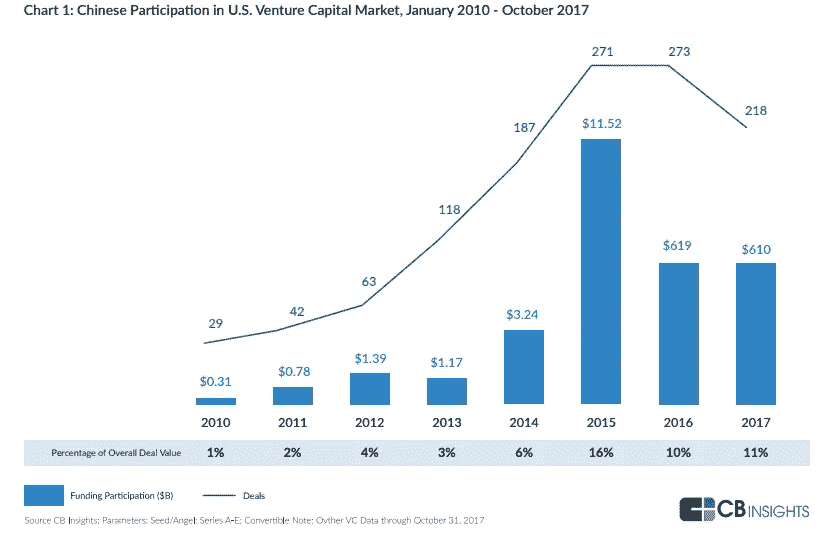 Chart 1: Chinese Participation in U.S. Venture Capital Market, January 2010 - October 2017
271
273
218
187
$11.52
118
$619
$610
63
$3.24
29
42
$0.31
$0.78
$1.39
$1.17
2010 2011 2012 2013 2014 2015 2016 2017
Percentage of Overall Deal Value 1% 2% 4% 3% 6% 16% 10% 11%
Funding Participation ($B) Deals
Source CB Insights; Parameters: Seed/Angel; Series A-E; Convertible Note: Ovther VC Data through October 31, 2017
CBINSIGHTS